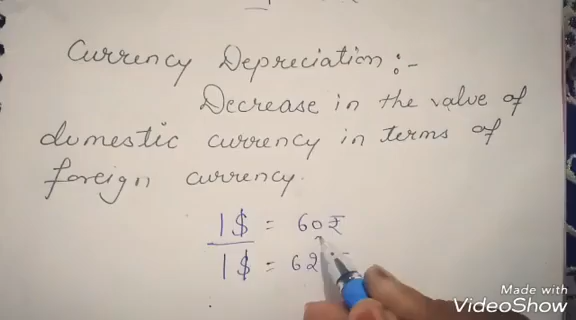 Currency Depreciation :-
Decrease in the value of
domestic currency in terms of
foreign currency.
1$ = 60₹
1$ = 62
Made with
VideoShow